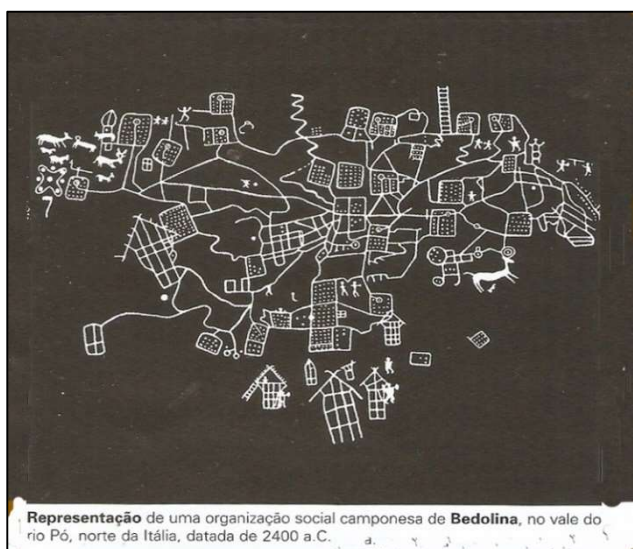 Representação de uma organização social camponesa de Bedolina, no vale do
rio Pó, norte da Itália, datada de 2400 a.C.